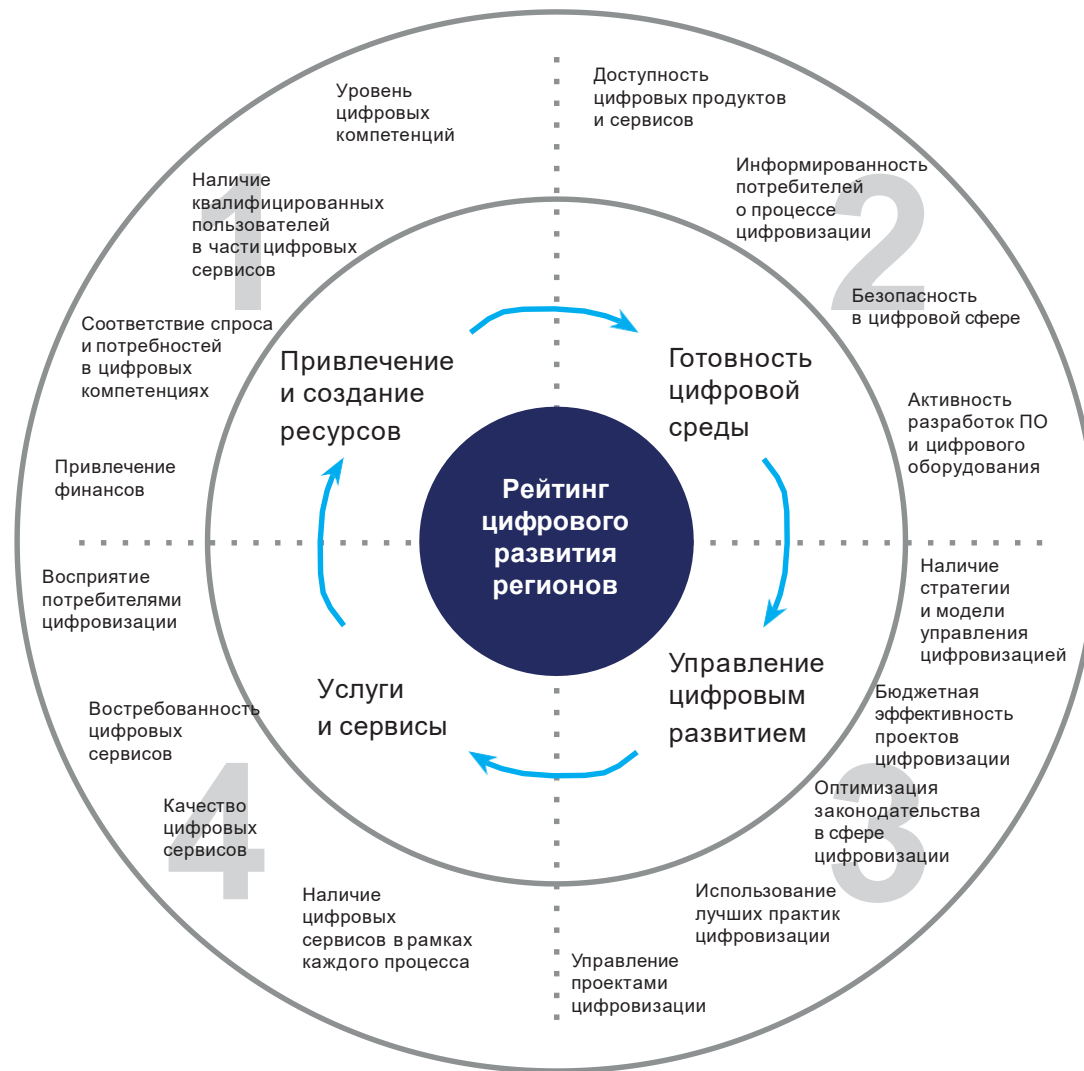 Рейтинг
цифрового
развития
регионов
Привлечение
и создание
ресурсов
Готовность
цифровой
среды
Управление
цифровым
развитием
Услуги
и сервисы
1
Уровень
цифровых
компетенций
Наличие
квалифицированных
пользователей
в части цифровых
сервисов
Соответствие спроса
и потребностей
в цифровых
компетенциях
Привлечение
финансов
2
Доступность
цифровых продуктов
и сервисов
Информированность
потребителей
о процессе
цифровизации
Безопасность
в цифровой сфере
Активность
разработок ПО
и цифрового
оборудования
3
Наличие
стратегии
и модели
управления
цифровизацией
Бюджетная
эффективность
проектов
цифровизации
Оптимизация
законодательства
в сфере
цифровизации
Использование
лучших практик
цифровизации
Управление
проектами
цифровизации
4
Восприятие
потребителями
цифровизации
Востребованность
цифровых
сервисов
Качество
цифровых
сервисов
Наличие
цифровых
сервисов в рамках
каждого процесса